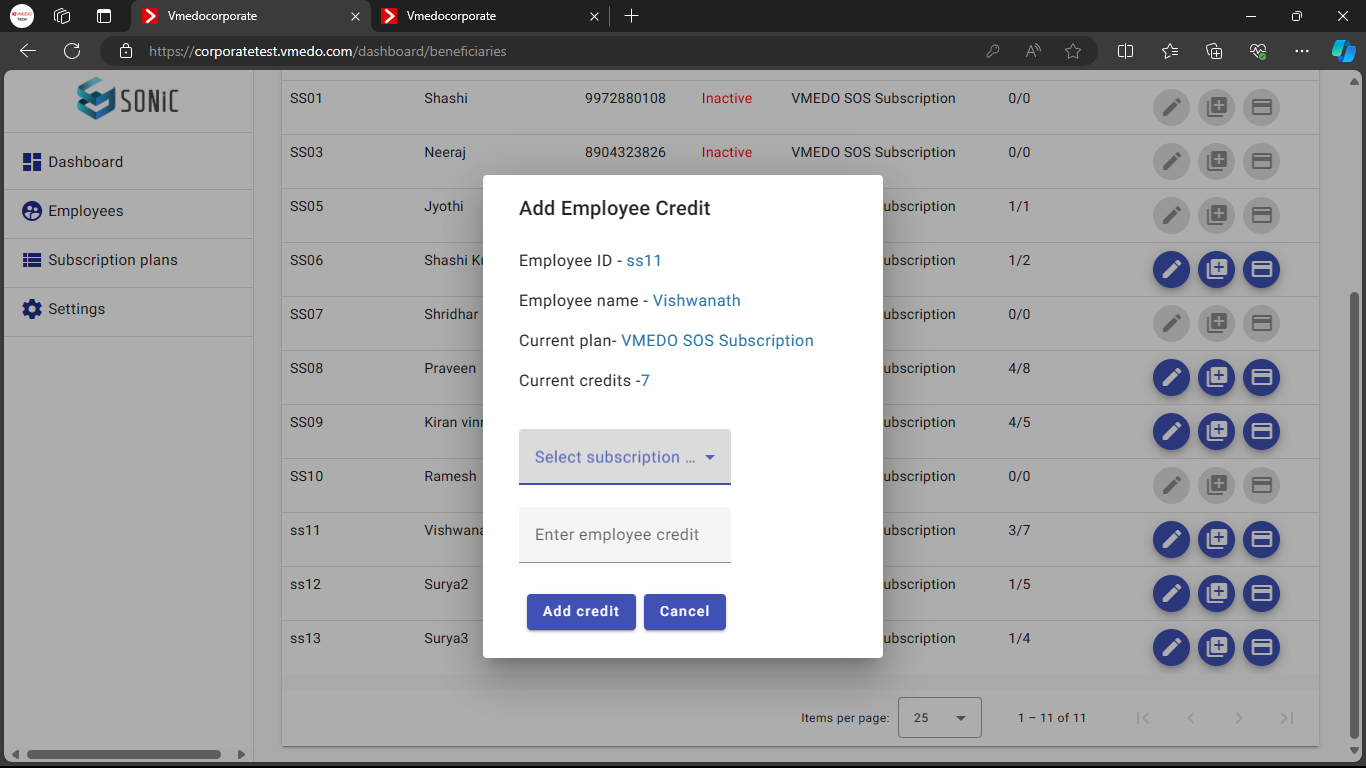 Vmedocorporate
Vmedocorporate
https://corporatetest.vmedo.com/dashboard/beneficiaries
SONIC
Dashboard
Employees
Subscription plans
Settings
SS01 Shashi 9972880108 Inactive VMEDO SOS Subscription 0/0
SS03 Neeraj 8904323826 Inactive VMEDO SOS Subscription 0/0
SS05 Jyothi ubscription 1/1
SS06 Shashi Ku ubscription 1/2
SS07 Shridhar ubscription 0/0
SS08 Praveen ubscription 4/8
SS09 Kiran vin ubscription 4/5
SS10 Ramesh ubscription 0/0
ss11 Vishwana ubscription 3/7
ss12 Surya2 ubscription 1/5
ss13 Surya3 ubscription 1/4
Add Employee Credit
Employee ID - ss11
Employee name - Vishwanath
Current plan- VMEDO SOS Subscription
Current credits -7
Select subscription ...
Enter employee credit
Add credit Cancel
Items per page: 25 1 – 11 of 11